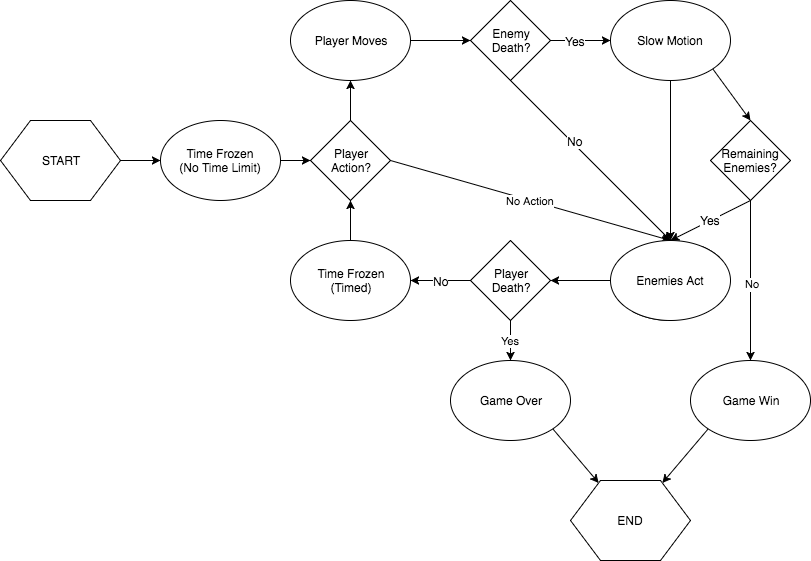 Player Moves
Enemy
Death?
Yes
Slow Motion
No
START
Time Frozen
(No Time Limit)
Player
Action?
Remaining
Enemies?
No Action
Yes
Time Frozen
(Timed)
No
Player
Death?
Enemies Act
No
Yes
Game Over
Game Win
END